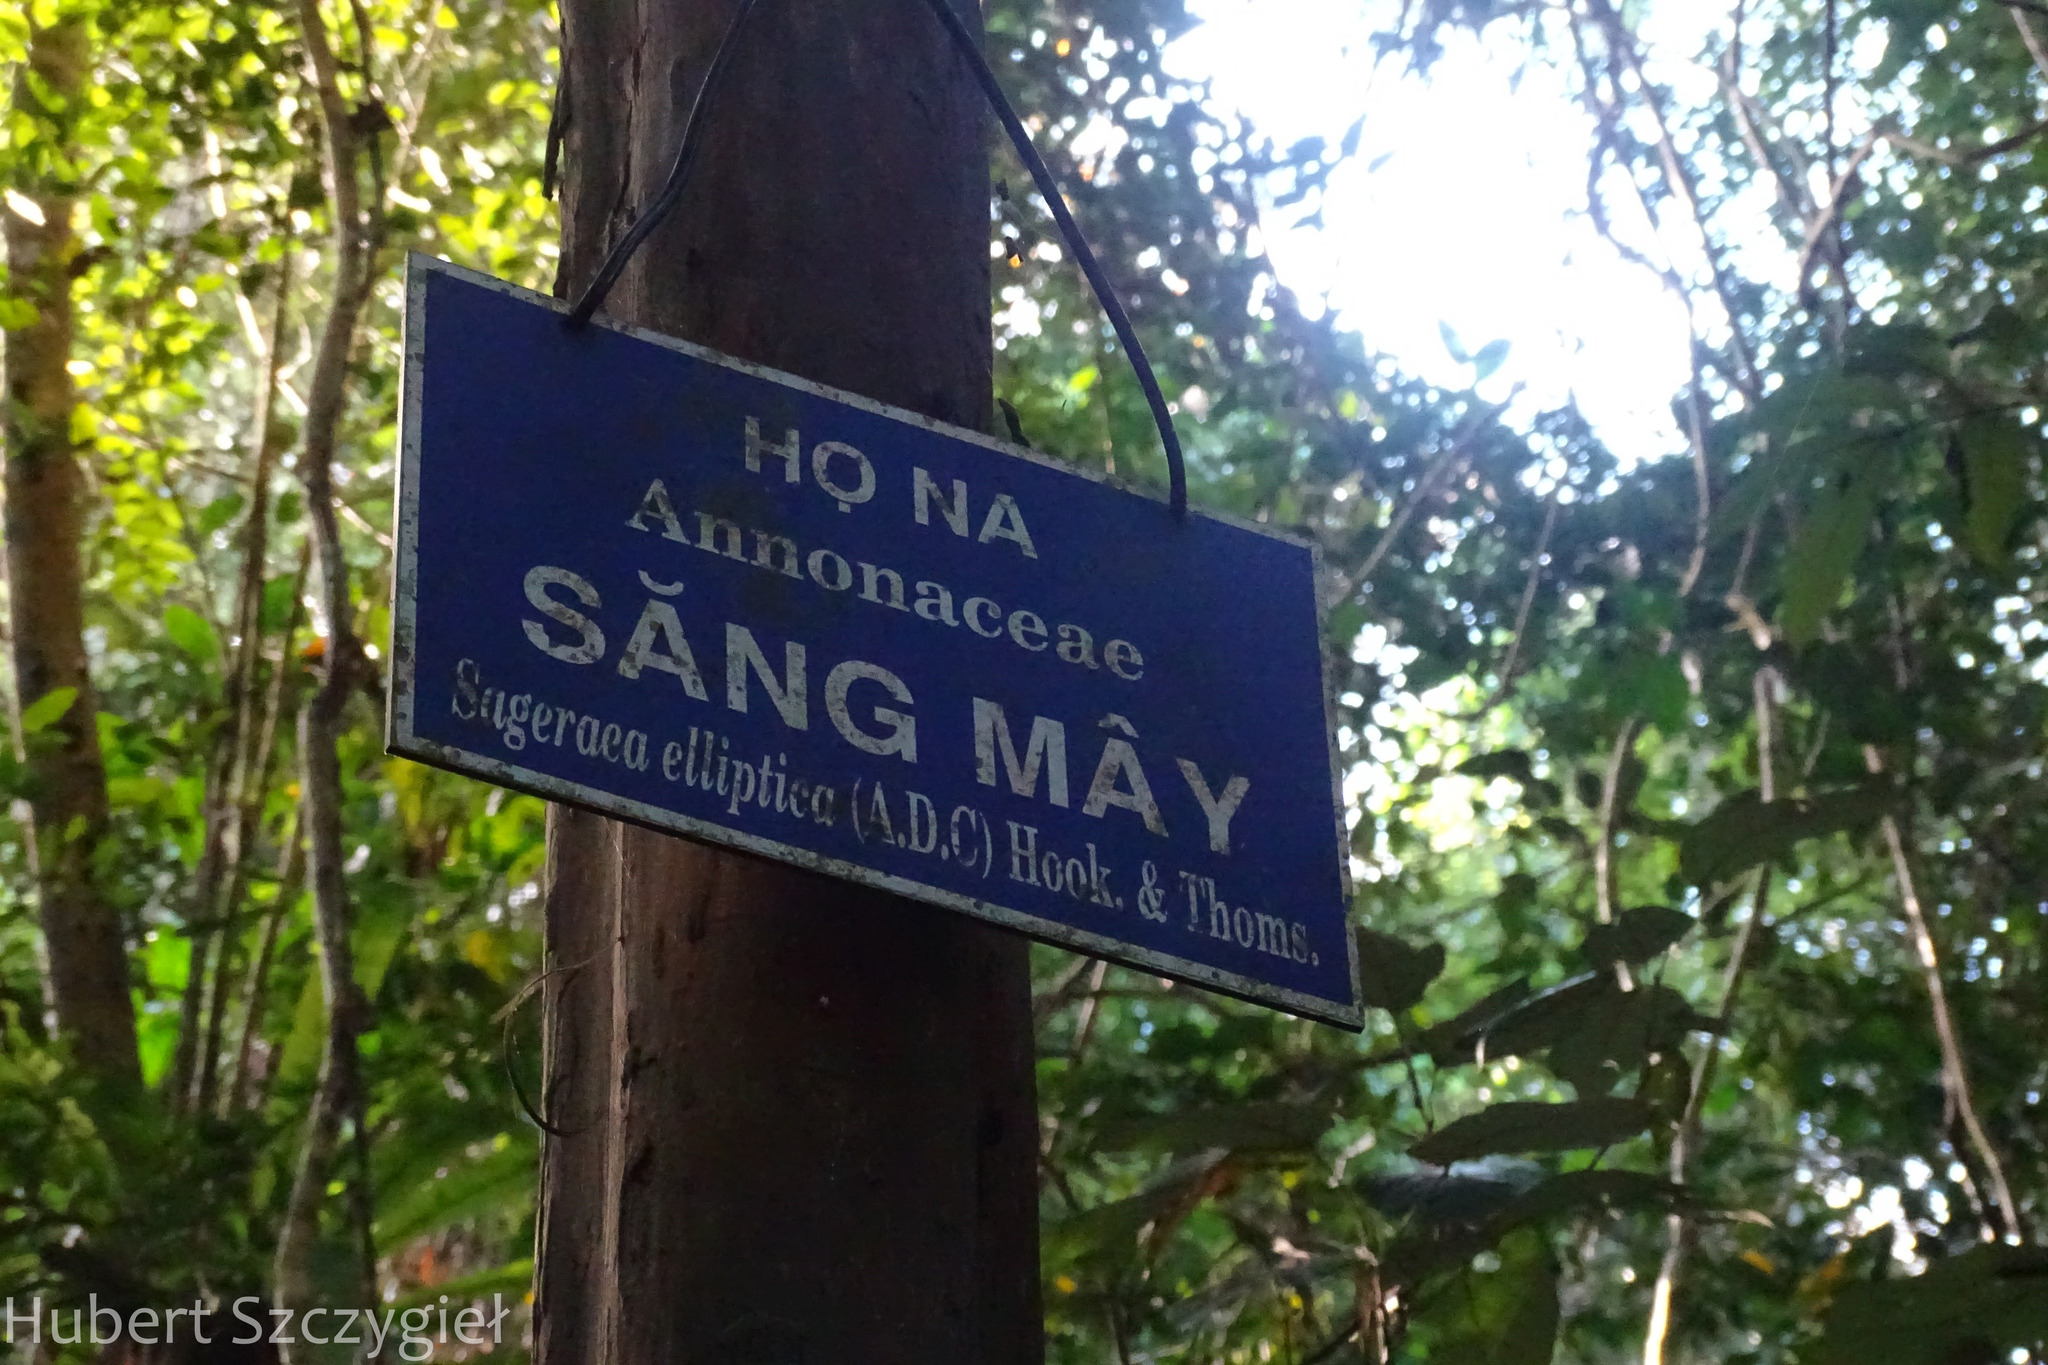 HỌ NA
Annonaceae
SĂNG MÂY
Sageraea elliptica (A.D.C) Hook. & Thoms.
Hubert Szczygieł